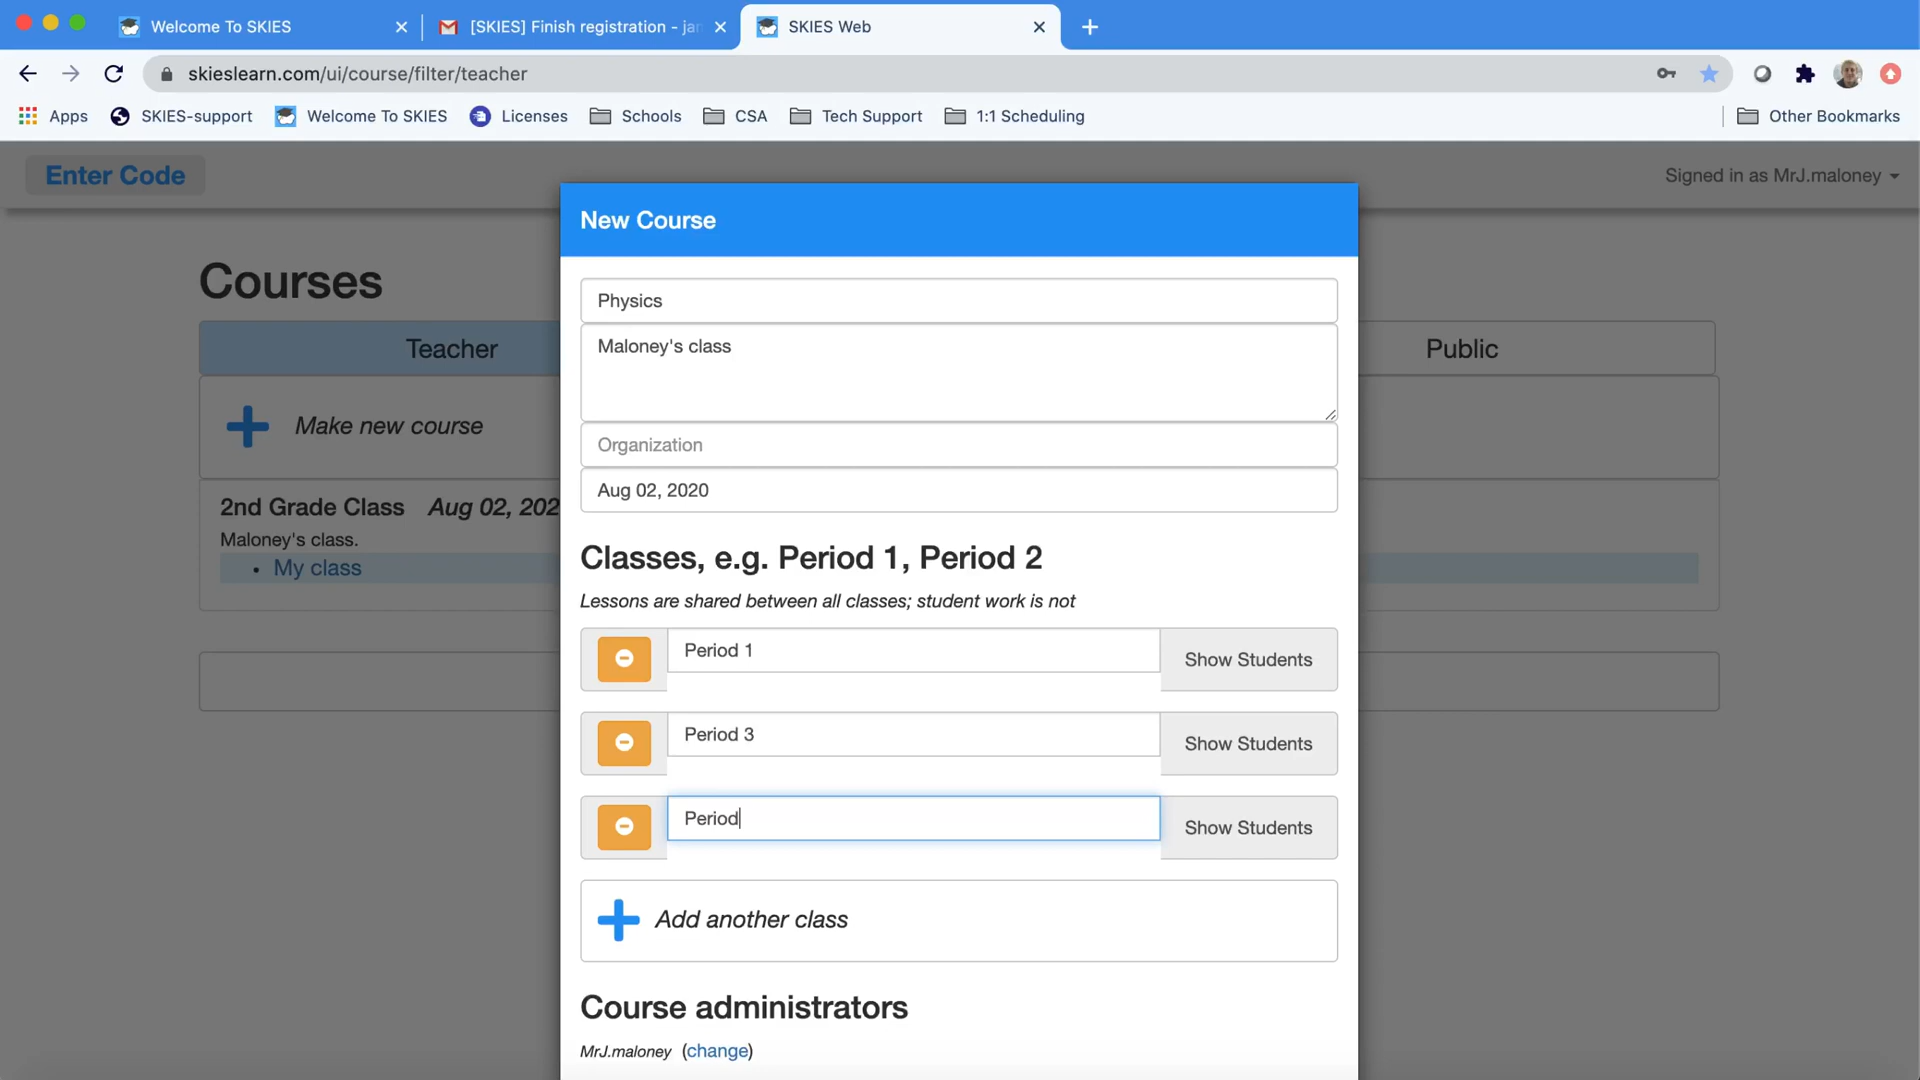 Welcome To SKIES
[SKIES] Finish registration - jan
SKIES Web
skieslearn.com/ui/course/filter/teacher
Apps
SKIES-support
Welcome To SKIES
Licenses
Schools
CSA
Tech Support
1:1 Scheduling
Other Bookmarks
Enter Code
Signed in as MrJ.maloney
New Course
Courses
Physics
Teacher
Public
Maloney's class
Make new course
Organization
Aug 02, 2020
2nd Grade Class Aug 02, 202
Maloney's class.
• My class
Classes, e.g. Period 1, Period 2
Lessons are shared between all classes; student work is not
Period 1
Show Students
Period 3
Show Students
Period
Show Students
Add another class
Course administrators
MrJ.maloney (change)